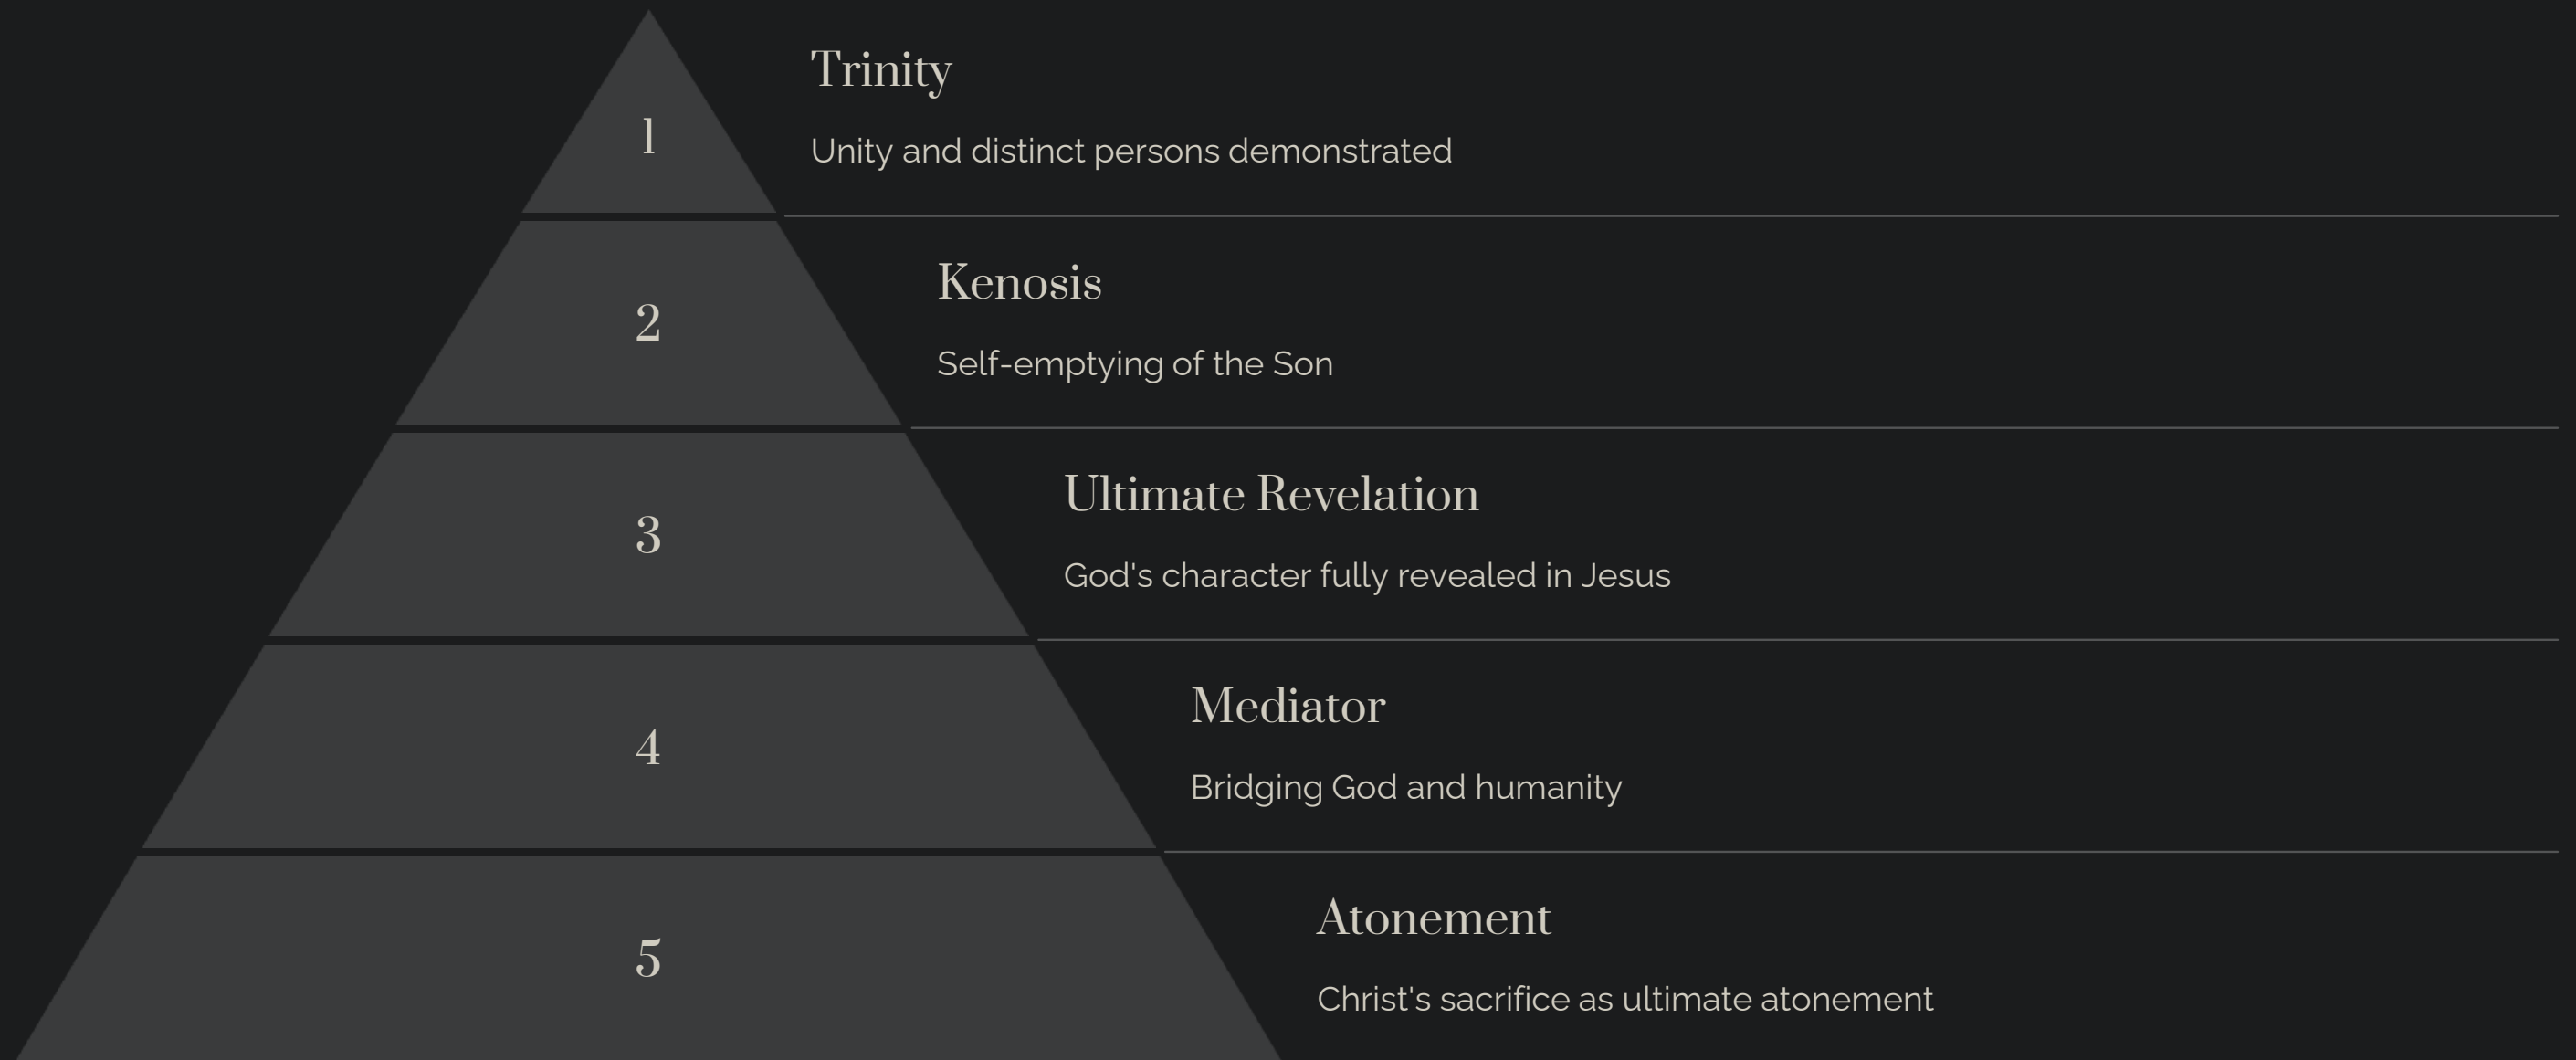 1
Trinity
Unity and distinct persons demonstrated
2
Kenosis
Self-emptying of the Son
3
Ultimate Revelation
God's character fully revealed in Jesus
4
Mediator
Bridging God and humanity
5
Atonement
Christ's sacrifice as ultimate atonement